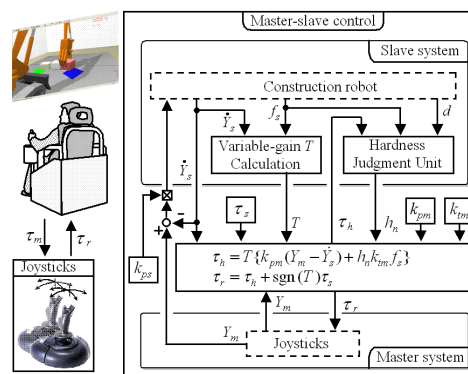 Master-slave control
Slave system
Construction robot
Ẏₛ
fₛ
d
Variable-gain T
Calculation
Hardness
Judgment Unit
Ẏₛ
τₛ
T
τₕ
hₙ
kₚₘ
kₜₘ
+
−
kₚₛ
τₕ = T{kₚₘ(Yₘ − Ẏₛ) + hₙkₜₘfₛ}
τᵣ = τₕ + sgn(T)τₛ
Yₘ
τᵣ
Yₘ
Joysticks
Master system
τₘ
τᵣ
Joysticks